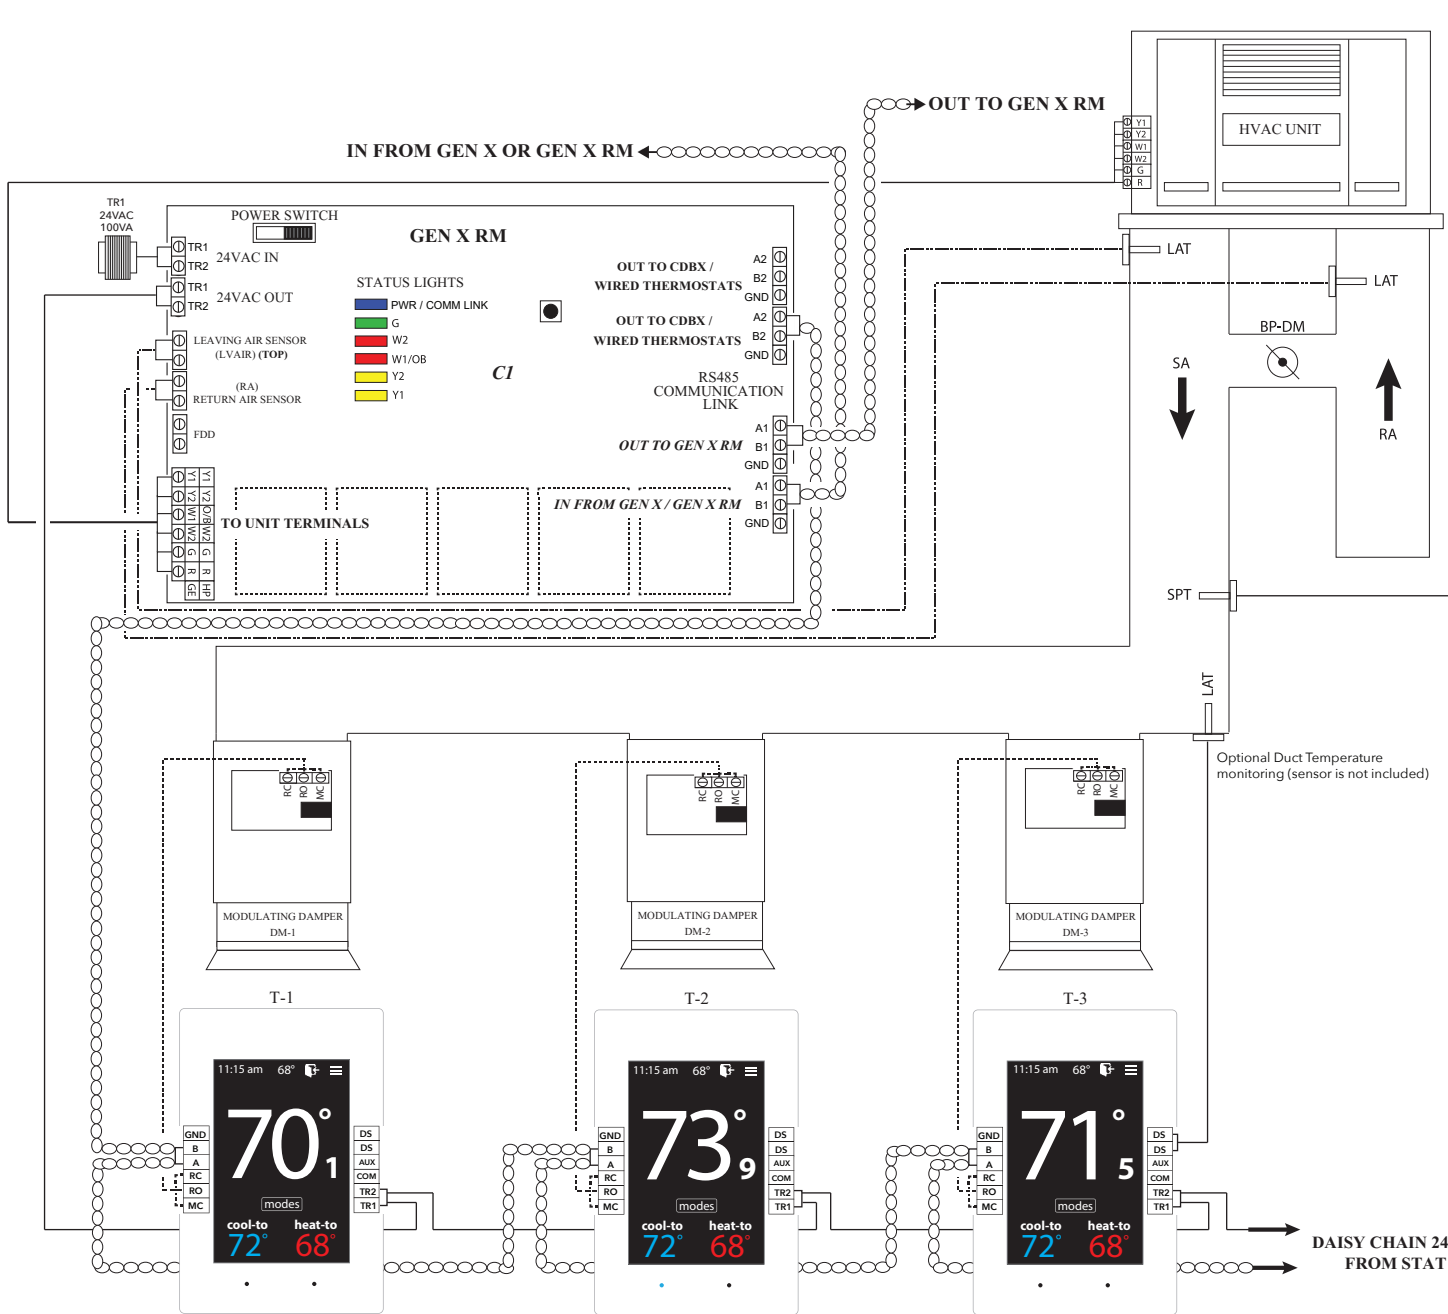 OUT TO GEN X RM
IN FROM GEN X OR GEN X RM
HVAC UNIT
Y1
Y2
W1
W2
G
R
TR1
24VAC
100VA
POWER SWITCH
GEN X RM
TR1
TR2
24VAC IN
TR1
TR2
24VAC OUT
STATUS LIGHTS
PWR / COMM LINK
G
W2
W1/OB
Y2
Y1
C1
LEAVING AIR SENSOR
(LVAIR) (TOP)
(RA)
RETURN AIR SENSOR
FDD
OUT TO CDBX /
WIRED THERMOSTATS
A2
B2
GND
OUT TO CDBX /
WIRED THERMOSTATS
A2
B2
GND
RS485
COMMUNICATION
LINK
A1
OUT TO GEN X RM B1
GND
A1
IN FROM GEN X / GEN X RM B1
GND
TO UNIT TERMINALS
Y1 Y1
Y2 Y2
W1 O/B
W2 W2
G G
R R
GE HP
LAT
LAT
BP-DM
SA
RA
SPT
LAT
Optional Duct Temperature
monitoring (sensor is not included)
RC RO MC
RC RO MC
RC RO MC
MODULATING DAMPER
DM-1
MODULATING DAMPER
DM-2
MODULATING DAMPER
DM-3
T-1
T-2
T-3
11:15 am 68°
70°1
modes
cool-to heat-to
72° 68°
GND
B
A
RC
RO
MC
DS
DS
AUX
COM
TR2
TR1
11:15 am 68°
73°9
modes
cool-to heat-to
72° 68°
GND
B
A
RC
RO
MC
DS
DS
AUX
COM
TR2
TR1
11:15 am 68°
71°5
modes
cool-to heat-to
72° 68°
GND
B
A
RC
RO
MC
DS
DS
AUX
COM
TR2
TR1
DAISY CHAIN 24
FROM STAT